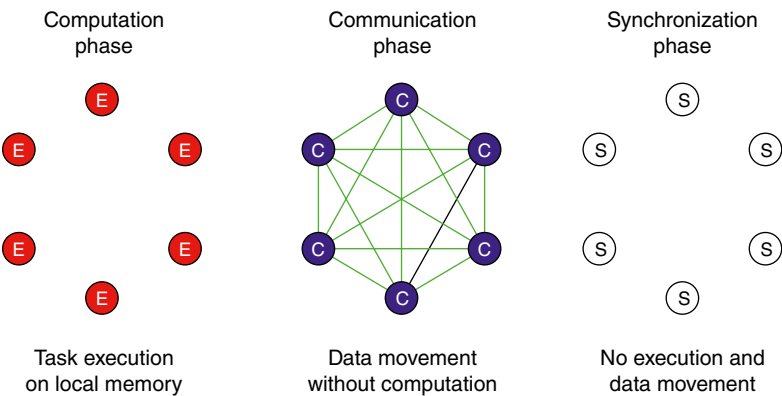 Computation
phase
Communication
phase
Synchronization
phase
E
E
E
E
E
E
C
C
C
C
C
C
S
S
S
S
S
S
Task execution
on local memory
Data movement
without computation
No execution and
data movement